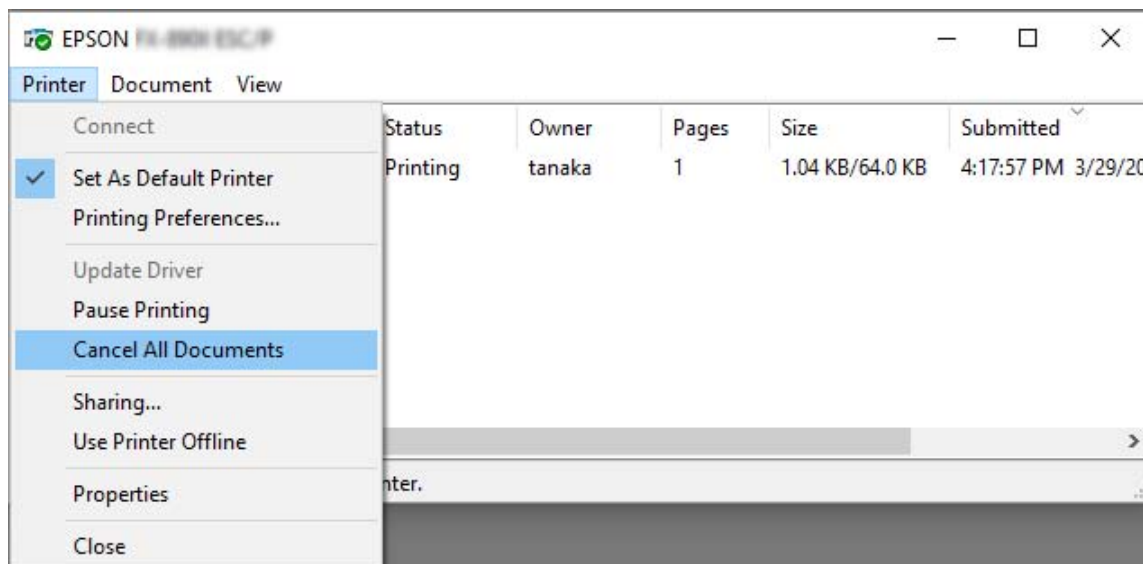 EPSON
Printer Document View
Connect
Status Owner Pages Size Submitted
Printing tanaka 1 1.04 KB/64.0 KB 4:17:57 PM 3/29/20
Set As Default Printer
Printing Preferences...
Update Driver
Pause Printing
Cancel All Documents
Sharing...
Use Printer Offline
Properties
nter.
Close